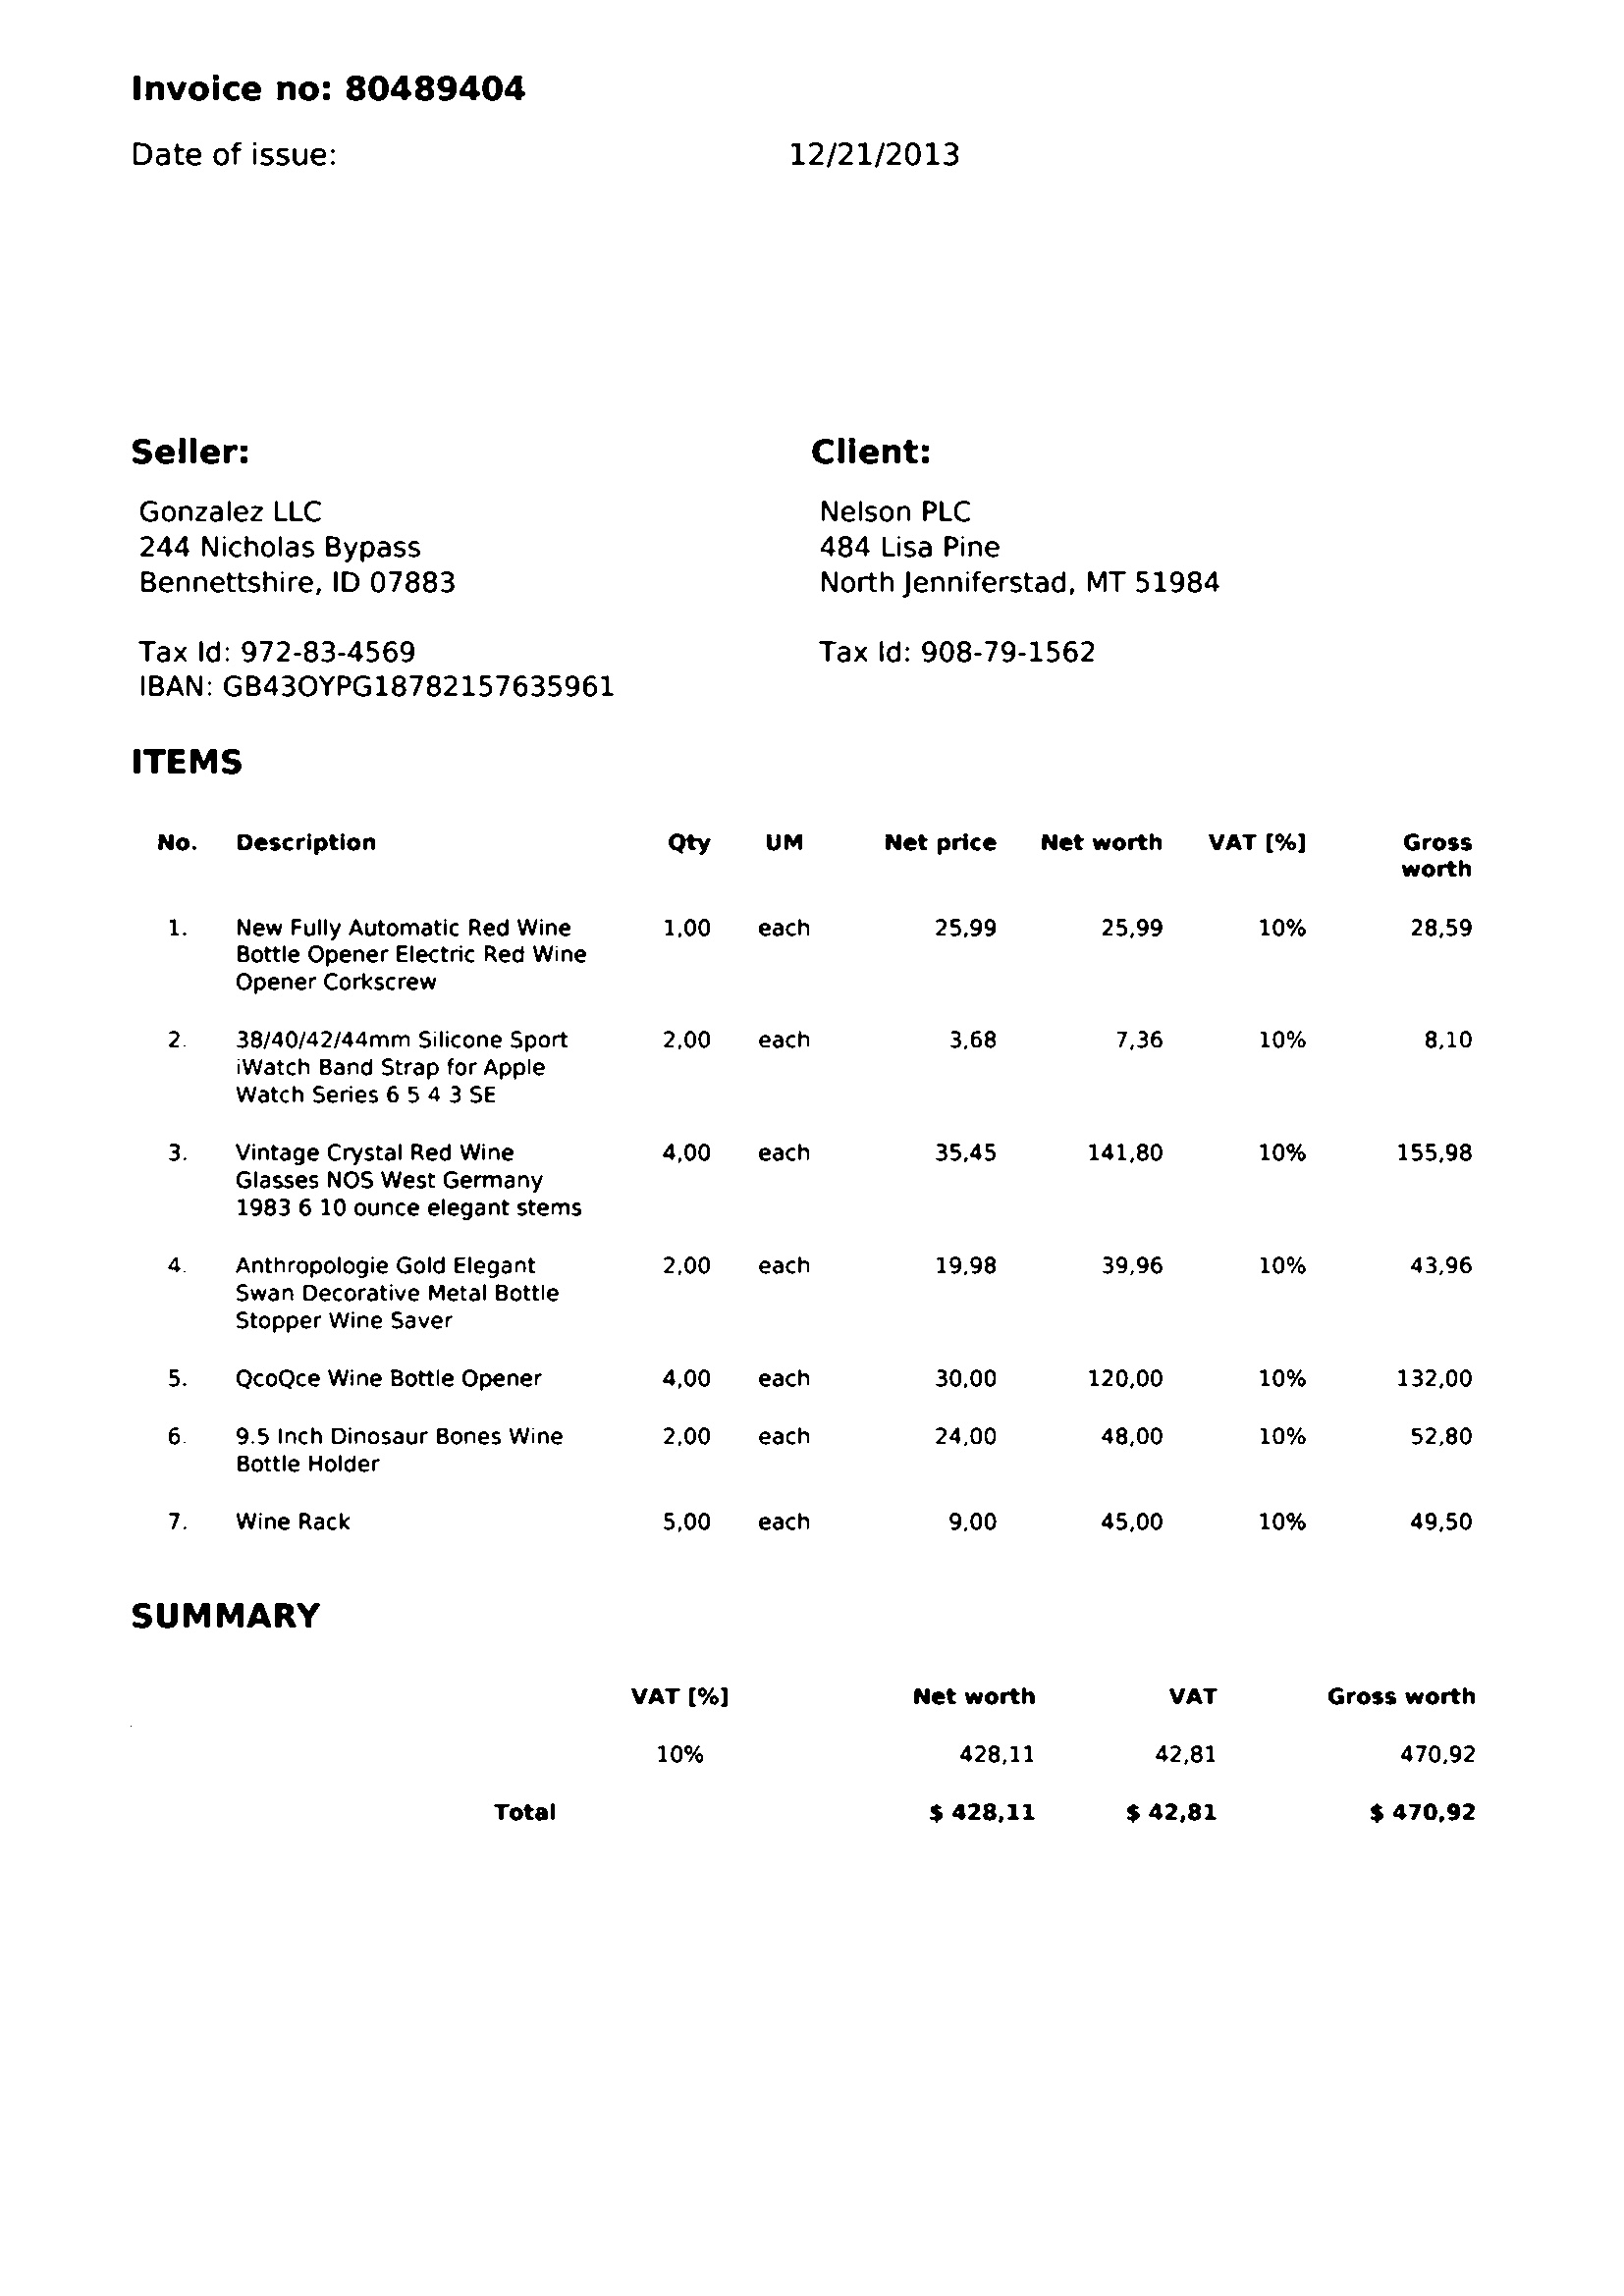 Invoice no: 80489404
Date of issue: 12/21/2013
Seller: Client:
Gonzalez LLC Nelson PLC
244 Nicholas Bypass 484 Lisa Pine
Bennettshire, ID 07883 North Jenniferstad, MT 51984
Tax Id: 972-83-4569 Tax Id: 908-79-1562
IBAN: GB43OYPG18782157635961
ITEMS
No. Description Qty UM Net price Net worth VAT [%] Gross
worth
1. New Fully Automatic Red Wine 1,00 each 25,99 25,99 10% 28,59
Bottle Opener Electric Red Wine
Opener Corkscrew
2. 38/40/42/44mm Silicone Sport 2,00 each 3,68 7,36 10% 8,10
iWatch Band Strap for Apple
Watch Series 6 5 4 3 SE
3. Vintage Crystal Red Wine 4,00 each 35,45 141,80 10% 155,98
Glasses NOS West Germany
1983 6 10 ounce elegant stems
4. Anthropologie Gold Elegant 2,00 each 19,98 39,96 10% 43,96
Swan Decorative Metal Bottle
Stopper Wine Saver
5. QcoQce Wine Bottle Opener 4,00 each 30,00 120,00 10% 132,00
6. 9.5 Inch Dinosaur Bones Wine 2,00 each 24,00 48,00 10% 52,80
Bottle Holder
7. Wine Rack 5,00 each 9,00 45,00 10% 49,50
SUMMARY
VAT [%] Net worth VAT Gross worth
10% 428,11 42,81 470,92
Total $ 428,11 $ 42,81 $ 470,92